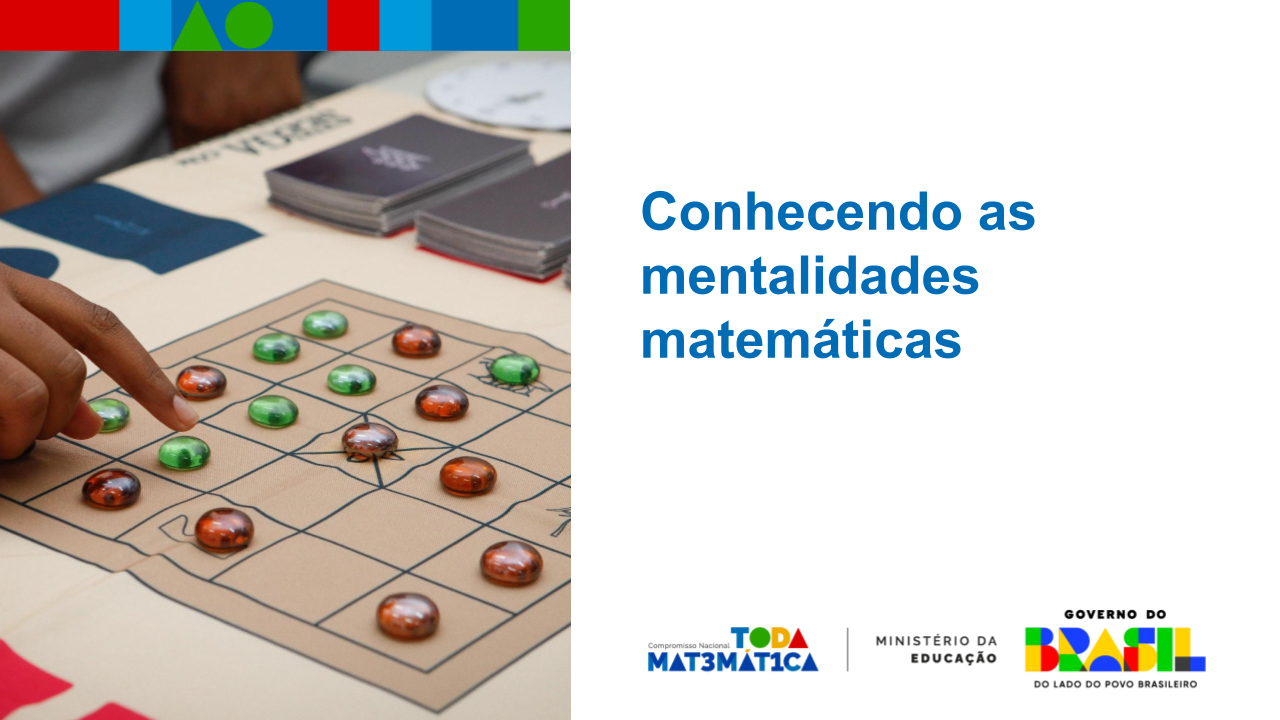 Conhecendo as
mentalidades
matemáticas
Compromisso Nacional
TODA
MAT3MÁT1CA
MINISTÉRIO DA
EDUCAÇÃO
GOVERNO DO
BRASIL
DO LADO DO POVO BRASILEIRO